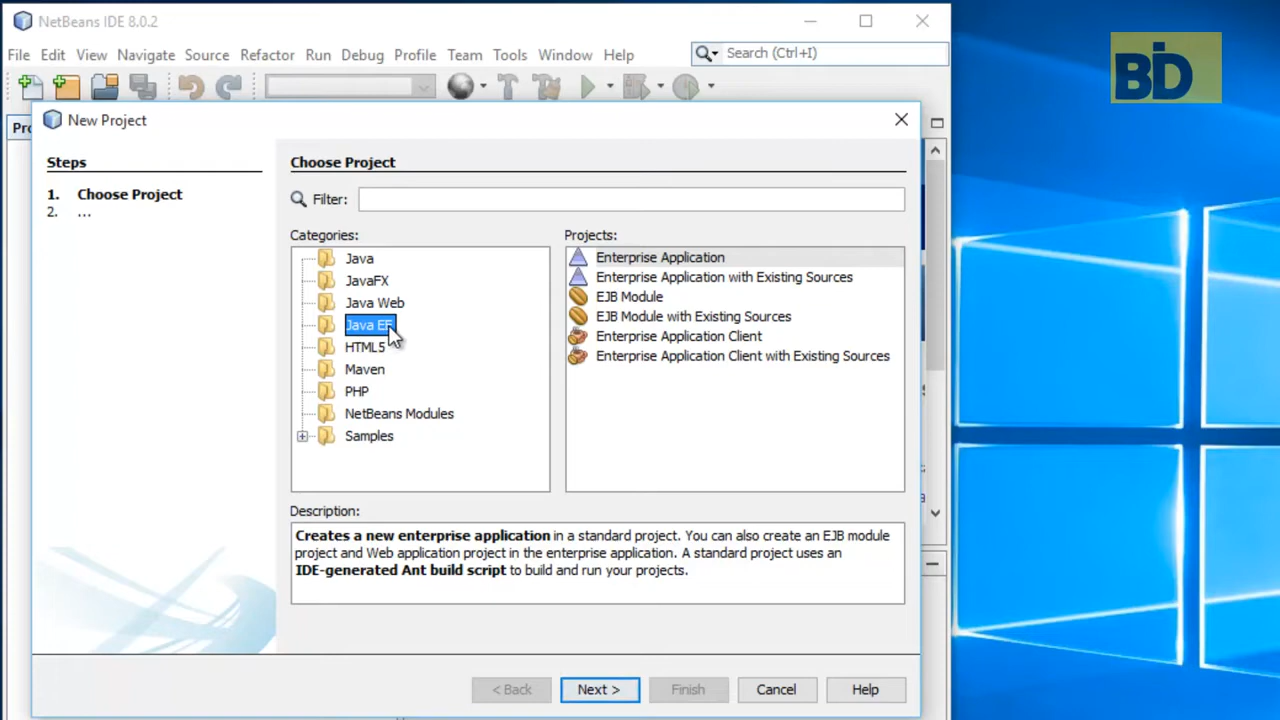 NetBeans IDE 8.0.2
File Edit View Navigate Source Refactor Run Debug Profile Team Tools Window Help
Search (Ctrl+I)
BID
New Project
Steps
1. Choose Project
2. ...
Choose Project
Filter:
Categories:
Java
JavaFX
Java Web
Java EE
HTML5
Maven
PHP
NetBeans Modules
Samples
Projects:
Enterprise Application
Enterprise Application with Existing Sources
EJB Module
EJB Module with Existing Sources
Enterprise Application Client
Enterprise Application Client with Existing Sources
Description:
Creates a new enterprise application in a standard project. You can also create an EJB module
project and Web application project in the enterprise application. A standard project uses an
IDE-generated Ant build script to build and run your projects.
< Back Next > Finish Cancel Help